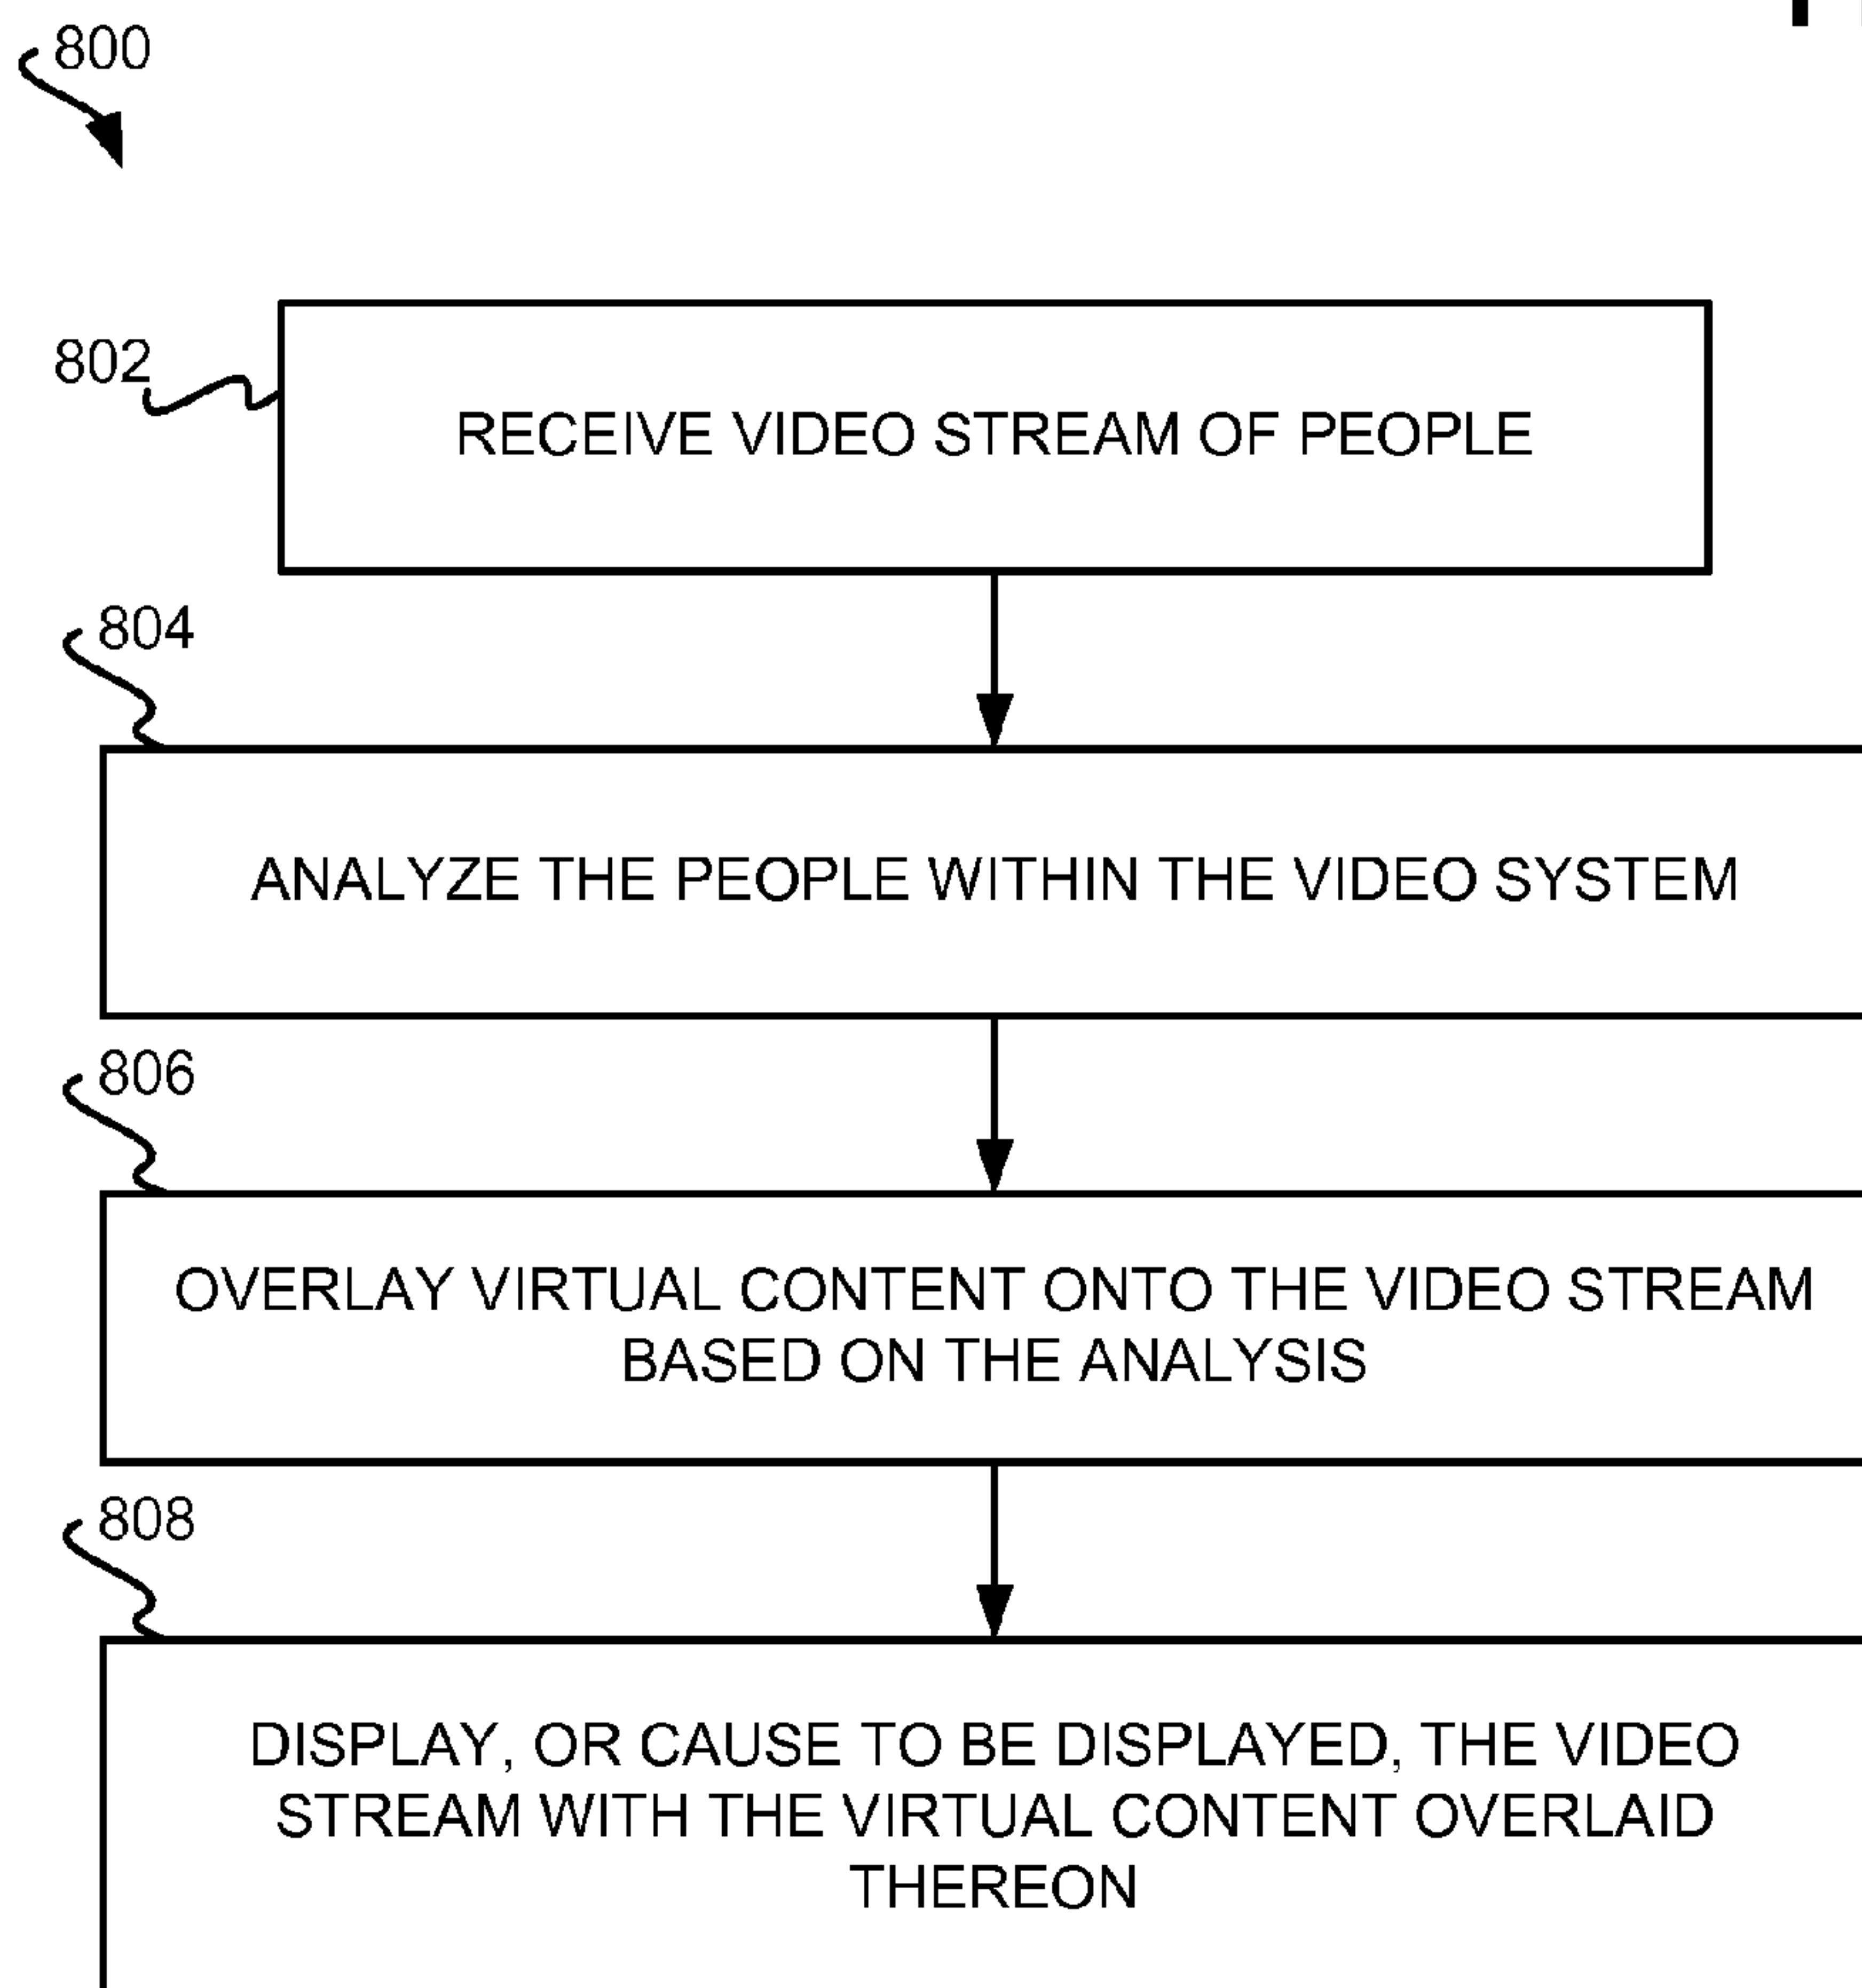 800
802
RECEIVE VIDEO STREAM OF PEOPLE
804
ANALYZE THE PEOPLE WITHIN THE VIDEO SYSTEM
806
OVERLAY VIRTUAL CONTENT ONTO THE VIDEO STREAM
BASED ON THE ANALYSIS
808
DISPLAY, OR CAUSE TO BE DISPLAYED, THE VIDEO
STREAM WITH THE VIRTUAL CONTENT OVERLAID
THEREON